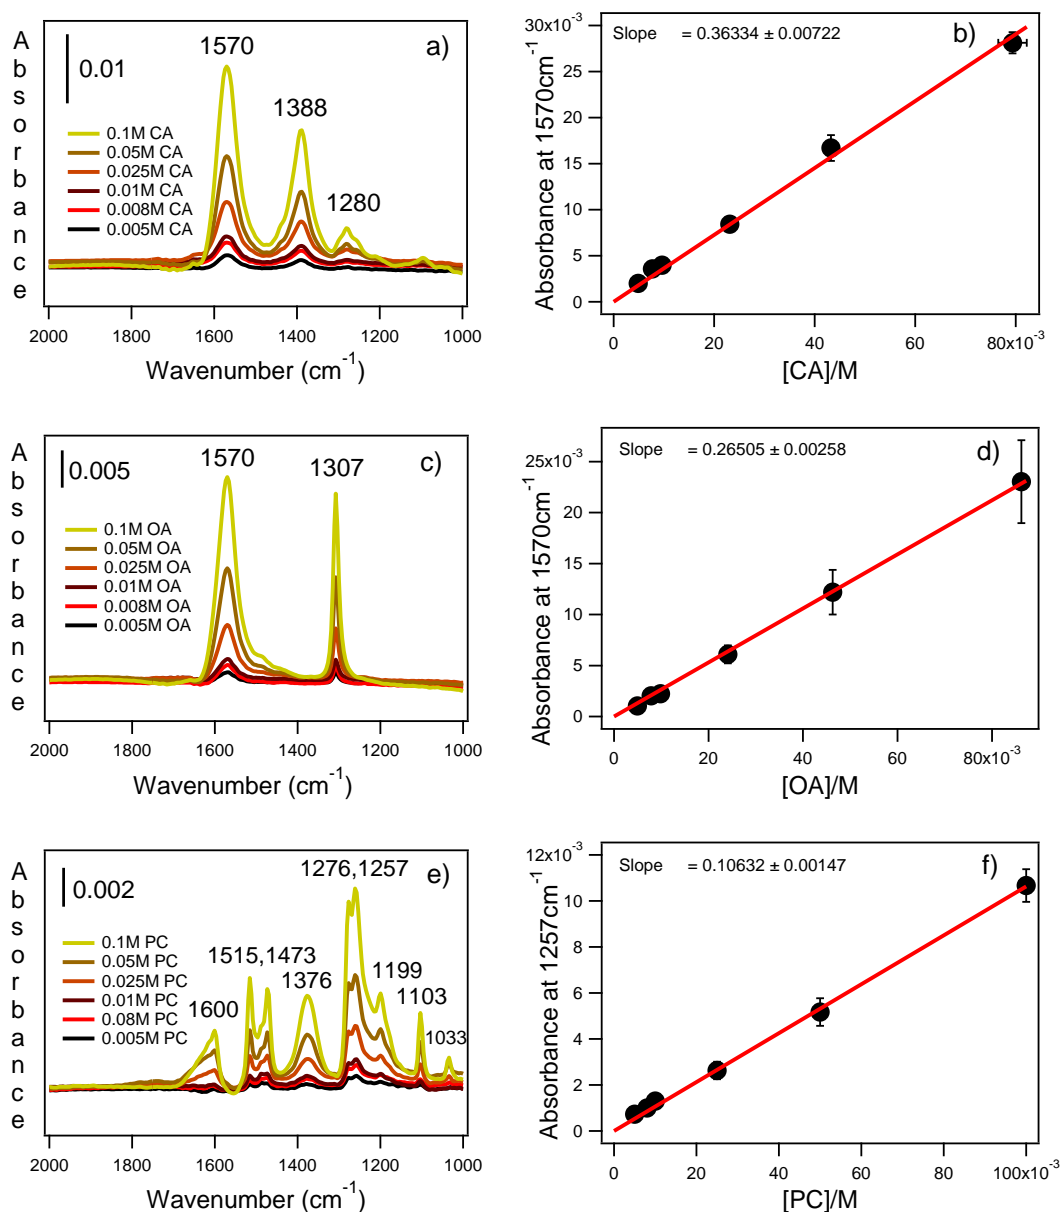 Absorbance
0.01
a)
1570
1388
1280
0.1M CA
0.05M CA
0.025M CA
0.01M CA
0.008M CA
0.005M CA
2000 1800 1600 1400 1200 1000
Wavenumber (cm⁻¹)
Absorbance at 1570cm⁻¹
30x10⁻³
25
20
15
10
5
0
Slope = 0.36334 ± 0.00722
b)
0 20 40 60 80x10⁻³
[CA]/M
Absorbance
0.005
c)
1570
1307
0.1M OA
0.05M OA
0.025M OA
0.01M OA
0.008M OA
0.005M OA
2000 1800 1600 1400 1200 1000
Wavenumber (cm⁻¹)
Absorbance at 1570cm⁻¹
25x10⁻³
20
15
10
5
0
Slope = 0.26505 ± 0.00258
d)
0 20 40 60 80x10⁻³
[OA]/M
Absorbance
0.002
e)
1276,1257
1515,1473
1376
1199
1600
1103
1033
0.1M PC
0.05M PC
0.025M PC
0.01M PC
0.08M PC
0.005M PC
2000 1800 1600 1400 1200 1000
Wavenumber (cm⁻¹)
Absorbance at 1257cm⁻¹
12x10⁻³
10
8
6
4
2
0
Slope = 0.10632 ± 0.00147
f)
0 20 40 60 80 100x10⁻³
[PC]/M